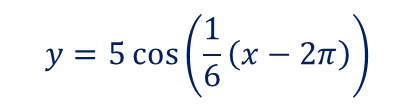 y = 5 cos(1/6 (x − 2π))